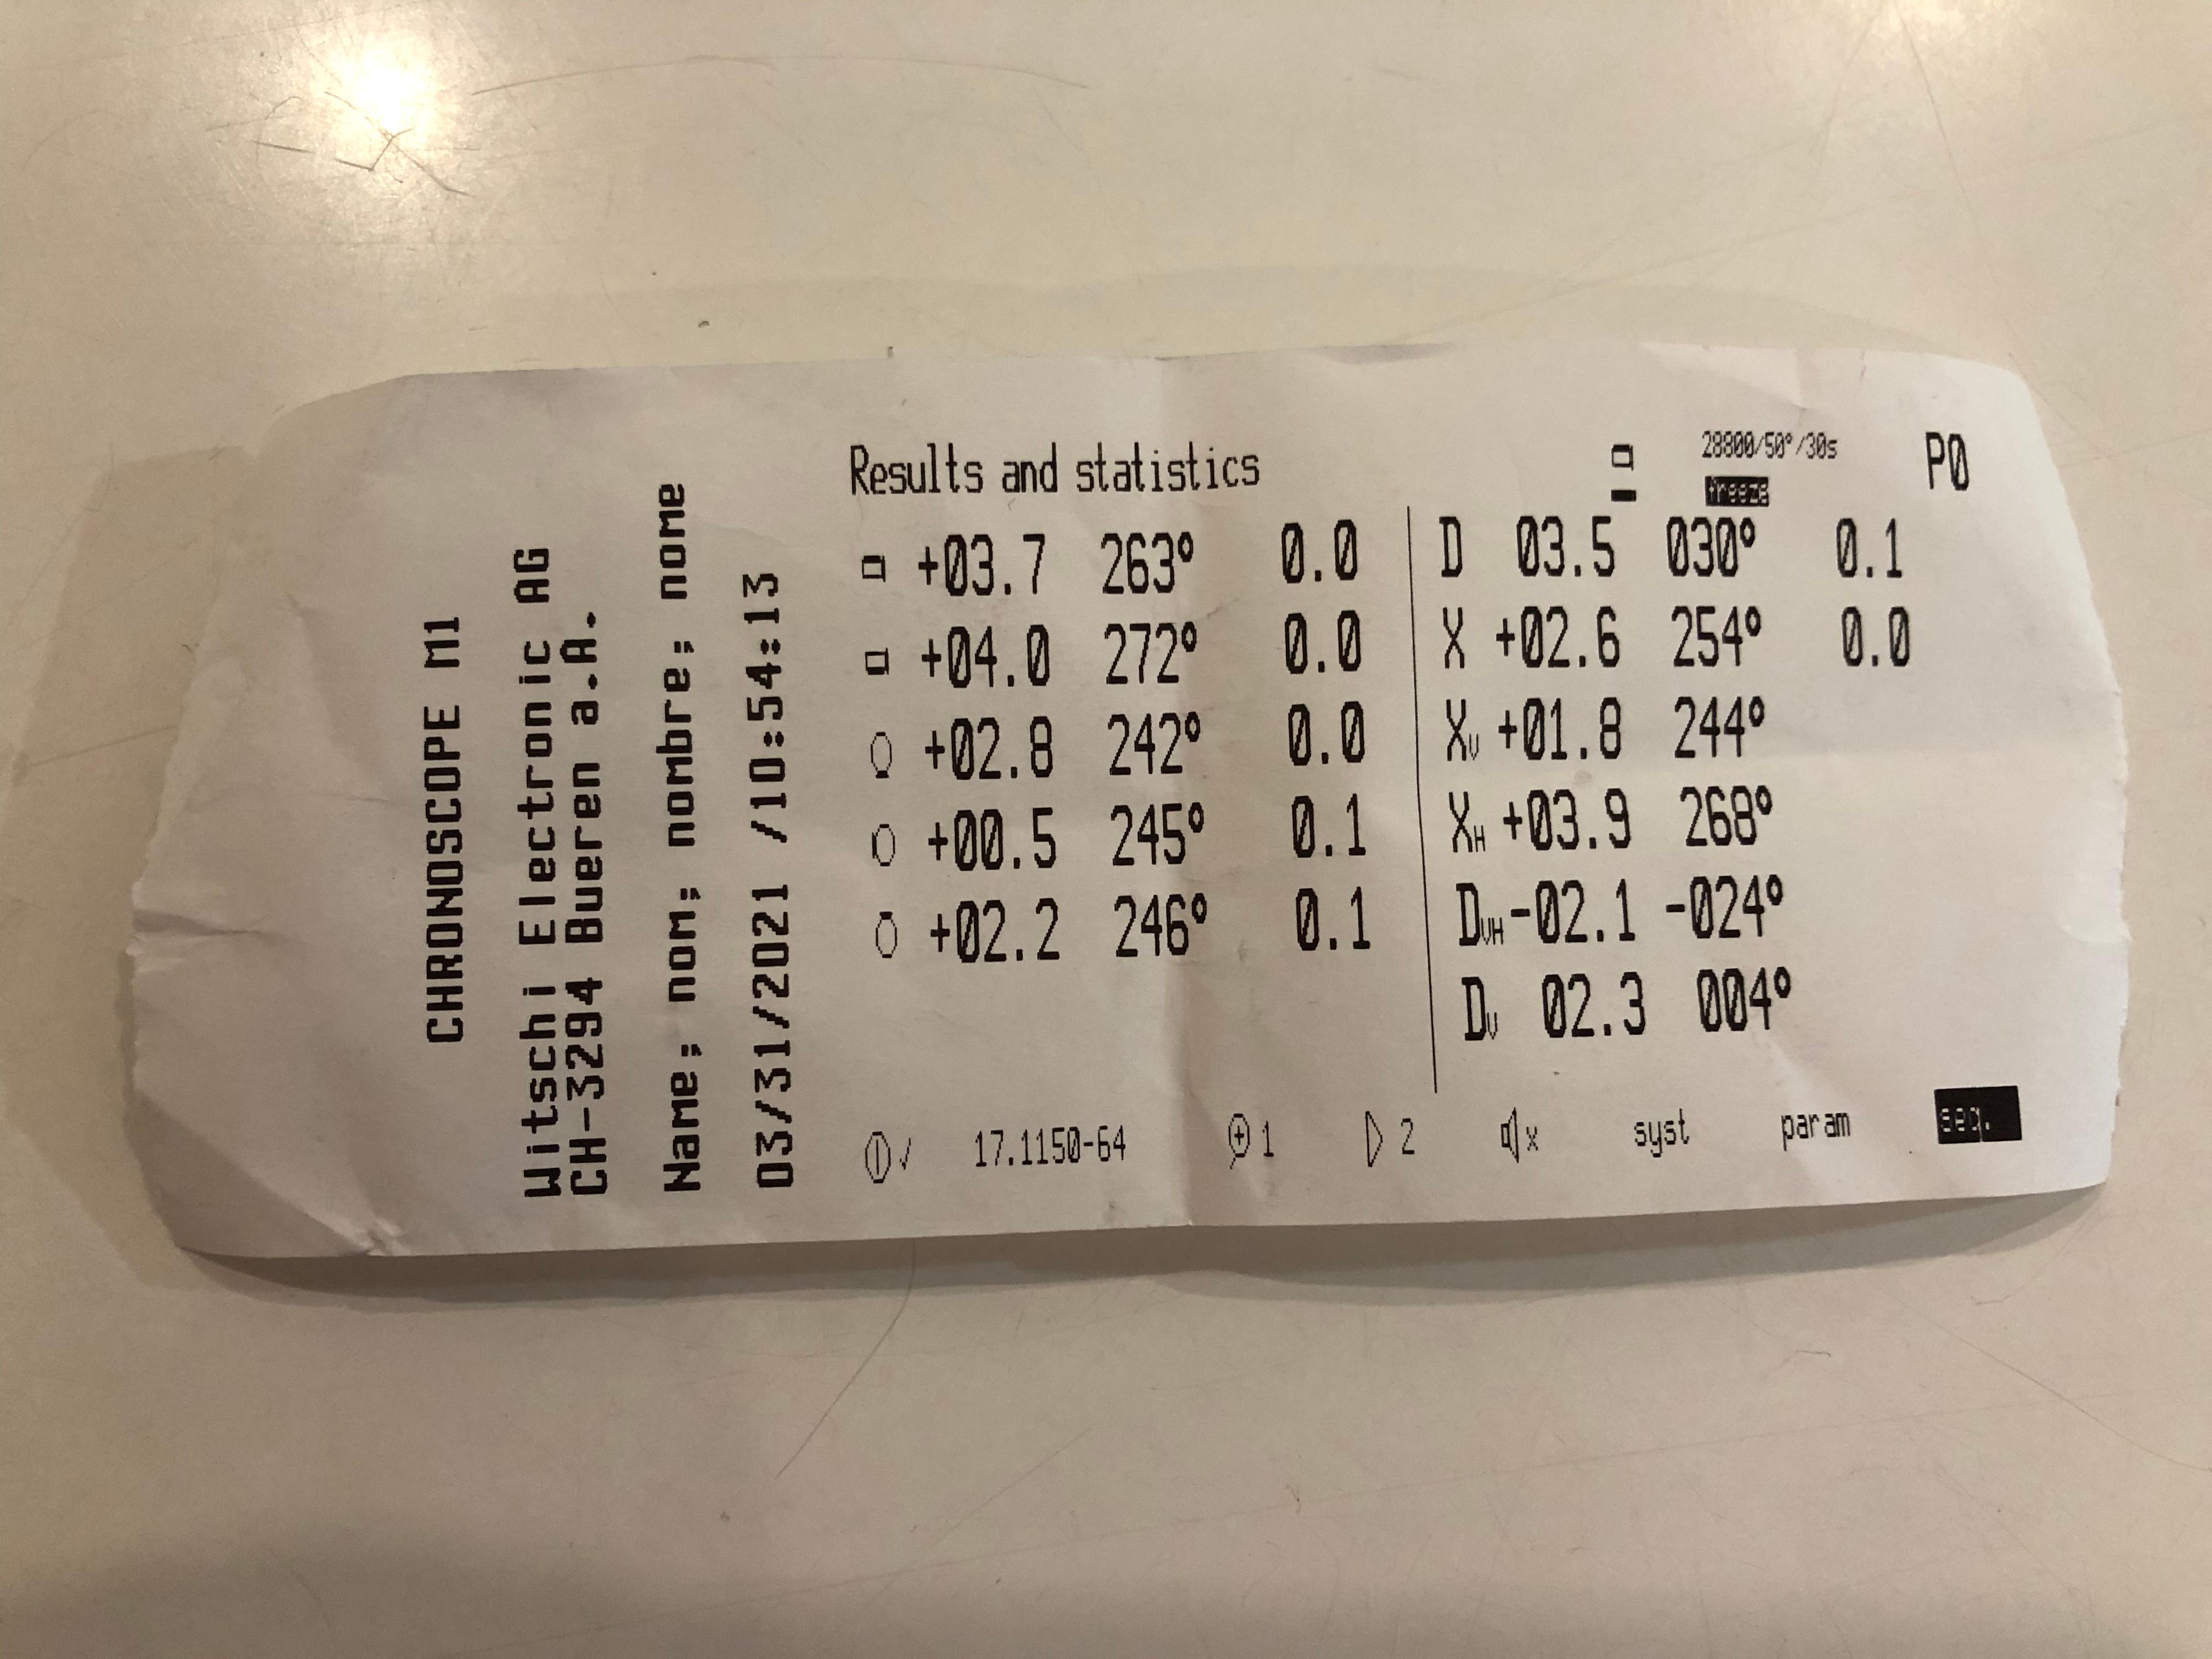 CHRONOSCOPE M1
Witschi Electronic AG
CH-3294 Bueren a.A.
Name; nom; nombre; nome
03/31/2021 /10:54:13
Results and statistics
28800/50°/30s
freeze
P0
+03.7 263° 0.0
+04.0 272° 0.0
+02.8 242° 0.0
+00.5 245° 0.1
+02.2 246° 0.1
D 03.5 030° 0.1
X +02.6 254° 0.0
XV +01.8 244°
XH +03.9 268°
DVH -02.1 -024°
DV 02.3 004°
17.1150-64 1 2 x syst param seq.